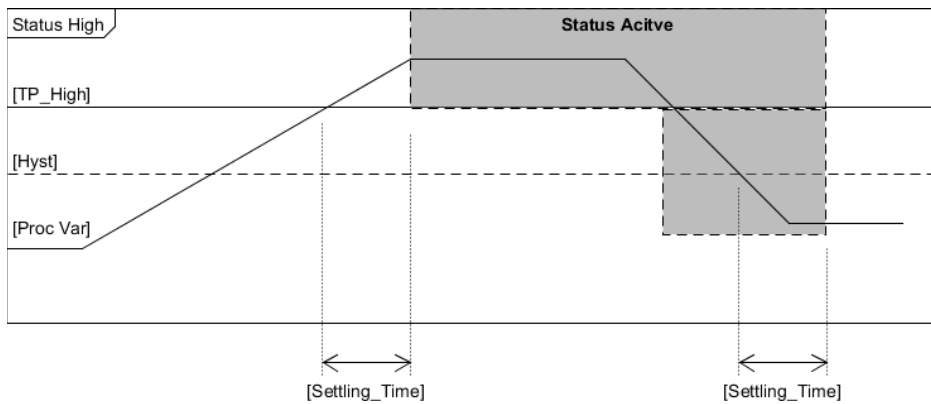 Status High
Status Acitve
[TP_High]
[Hyst]
[Proc Var]
[Settling_Time]
[Settling_Time]